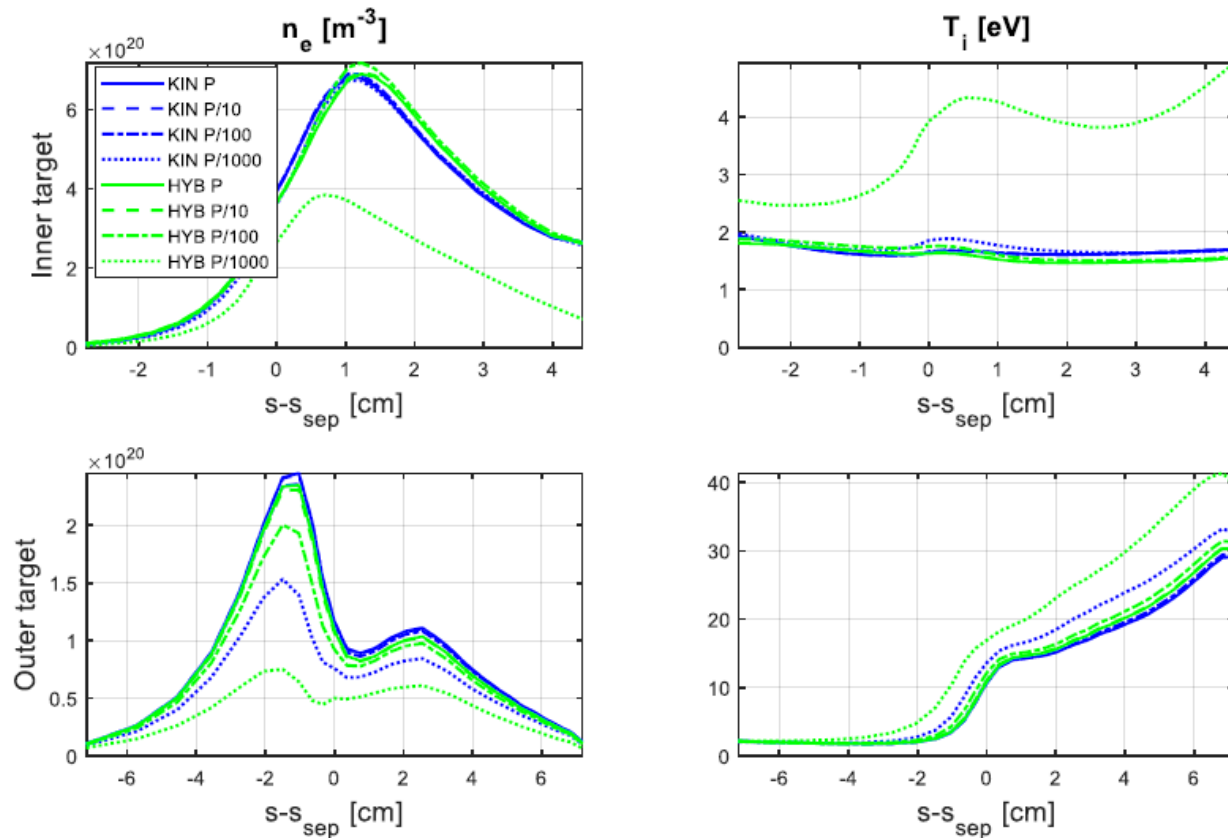 n_e [m^-3]
T_i [eV]
×10^20
KIN P
KIN P/10
KIN P/100
KIN P/1000
HYB P
HYB P/10
HYB P/100
HYB P/1000
6
4
2
0
Inner target
-2 -1 0 1 2 3 4
s-s_sep [cm]
4
3
2
1
0
-2 -1 0 1 2 3 4
s-s_sep [cm]
×10^20
2
1.5
1
0.5
0
Outer target
-6 -4 -2 0 2 4 6
s-s_sep [cm]
40
30
20
10
0
-6 -4 -2 0 2 4 6
s-s_sep [cm]